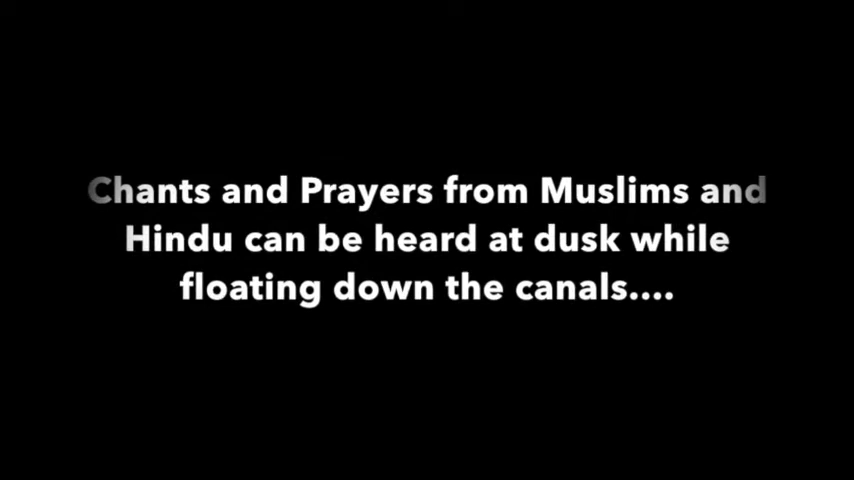 Chants and Prayers from Muslims and
Hindu can be heard at dusk while
floating down the canals....